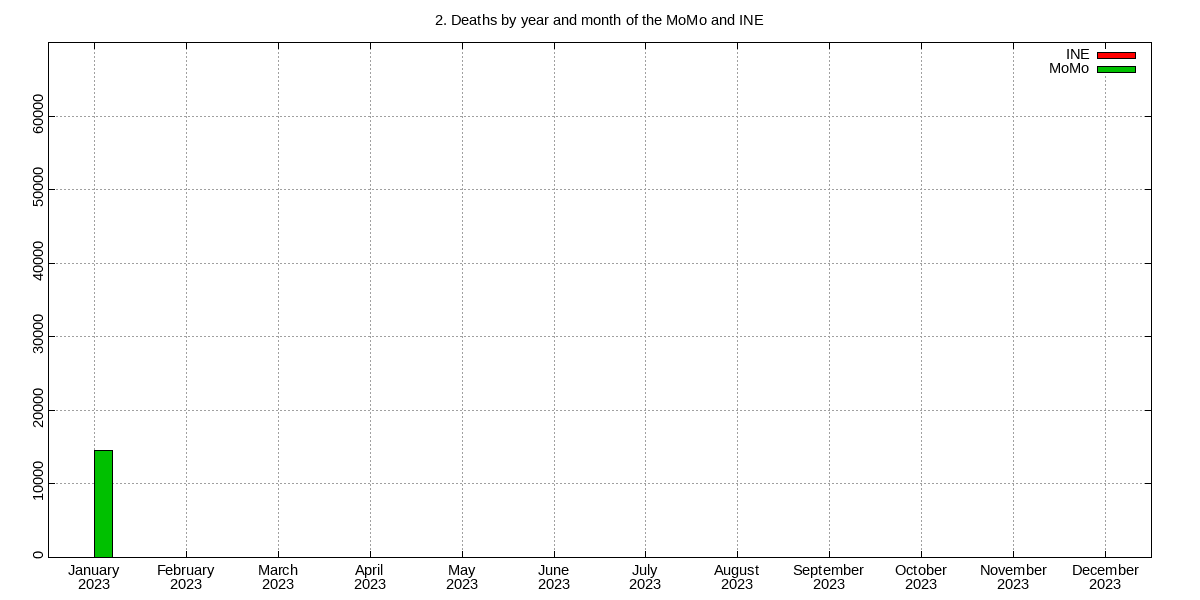 2. Deaths by year and month of the MoMo and INE
INE
MoMo
60000
50000
40000
30000
20000
10000
0
January February March April May June July August September October November December
2023 2023 2023 2023 2023 2023 2023 2023 2023 2023 2023 2023